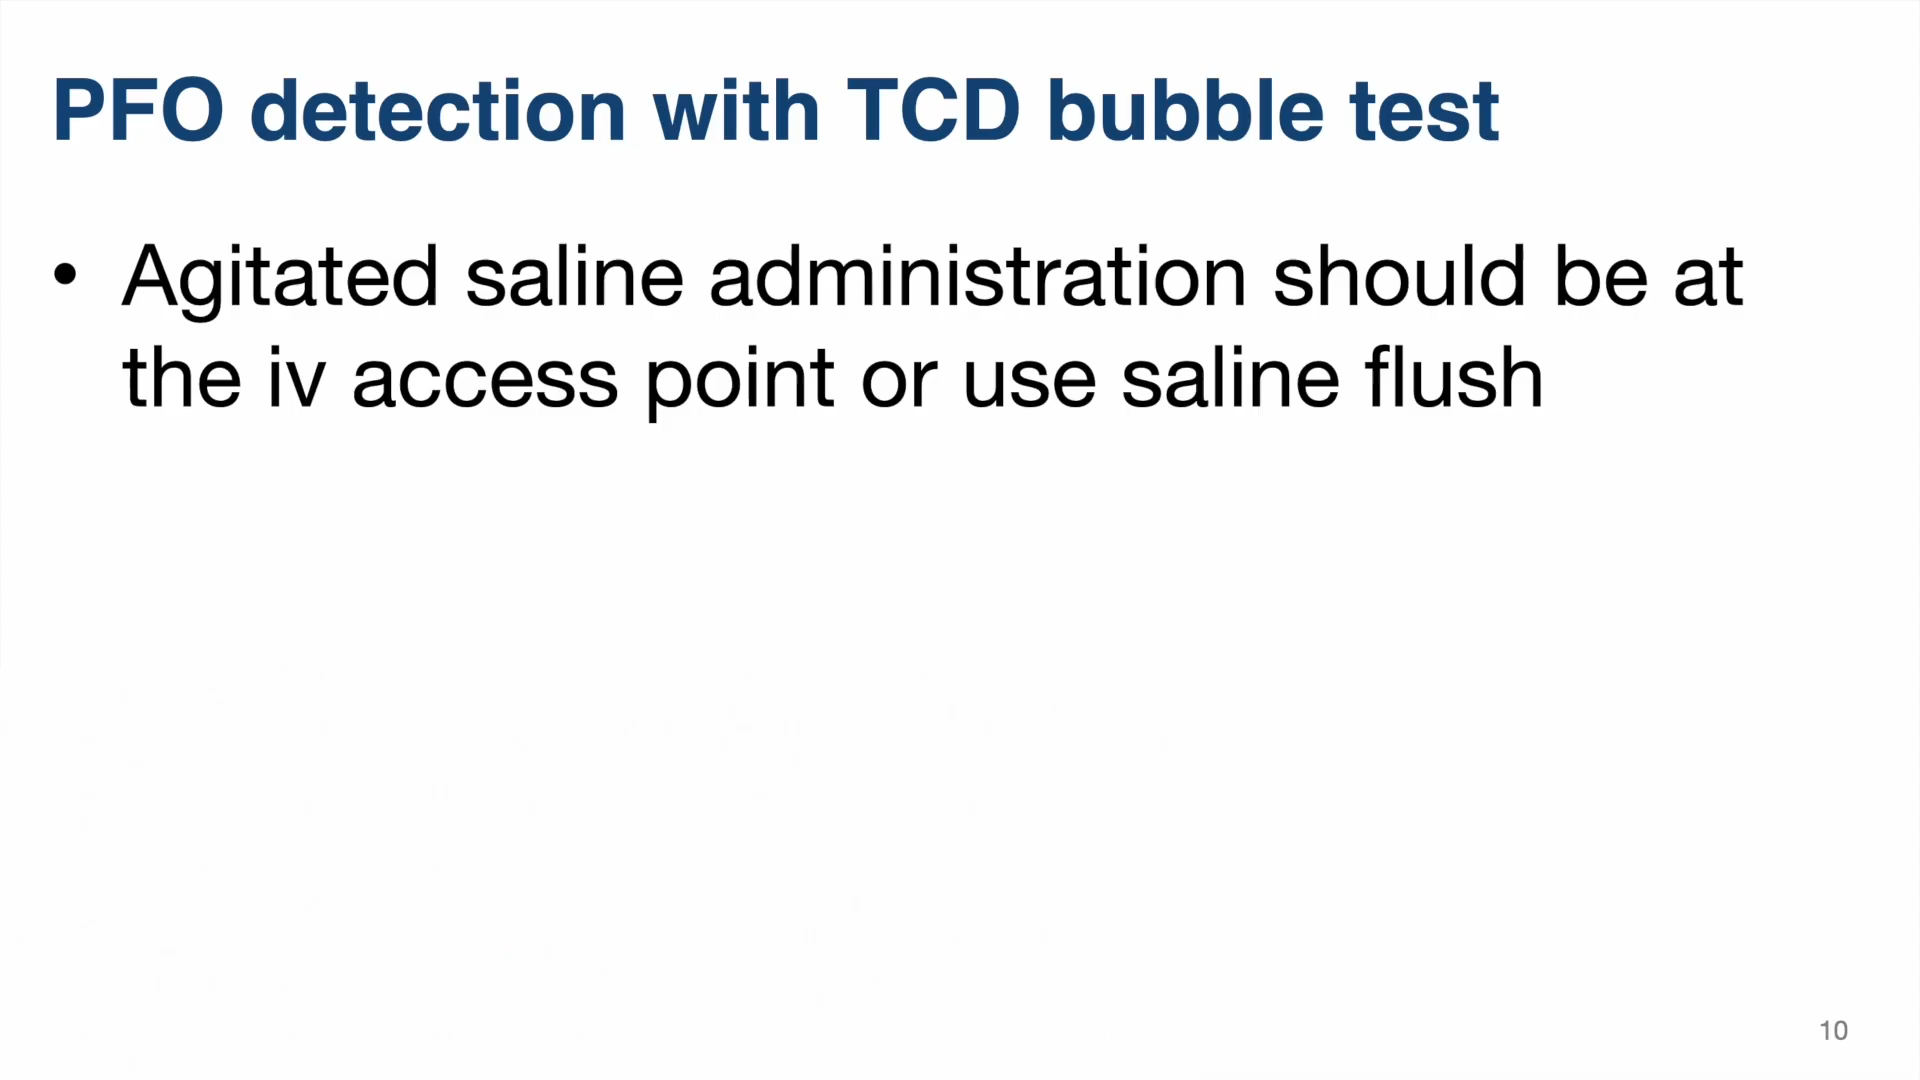 PFO detection with TCD bubble test
• Agitated saline administration should be at
the iv access point or use saline flush
10